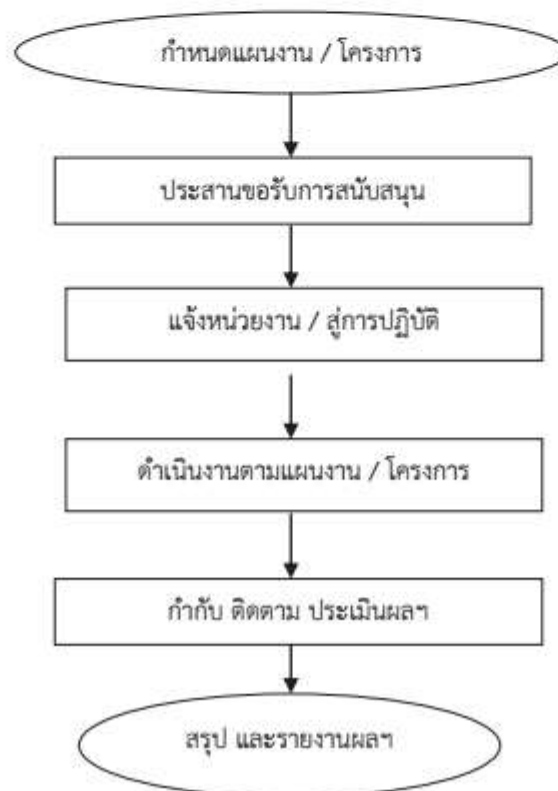 กำหนดแผนงาน / โครงการ
ประสานขอรับการสนับสนุน
แจ้งหน่วยงาน / สู่การปฏิบัติ
ดำเนินงานตามแผนงาน / โครงการ
กำกับ ติดตาม ประเมินผลฯ
สรุป และรายงานผลฯ